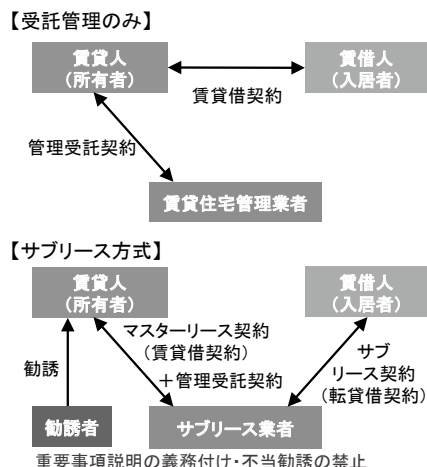 【受託管理のみ】
賃貸人
(所有者)
賃借人
(入居者)
賃貸借契約
管理受託契約
賃貸住宅管理業者
【サブリース方式】
賃貸人
(所有者)
賃借人
(入居者)
マスターリース契約
(賃貸借契約)
＋管理受託契約
勧誘
サブ
リース契約
(転貸借契約)
勧誘者
サブリース業者
重要事項説明の義務付け・不当勧誘の禁止